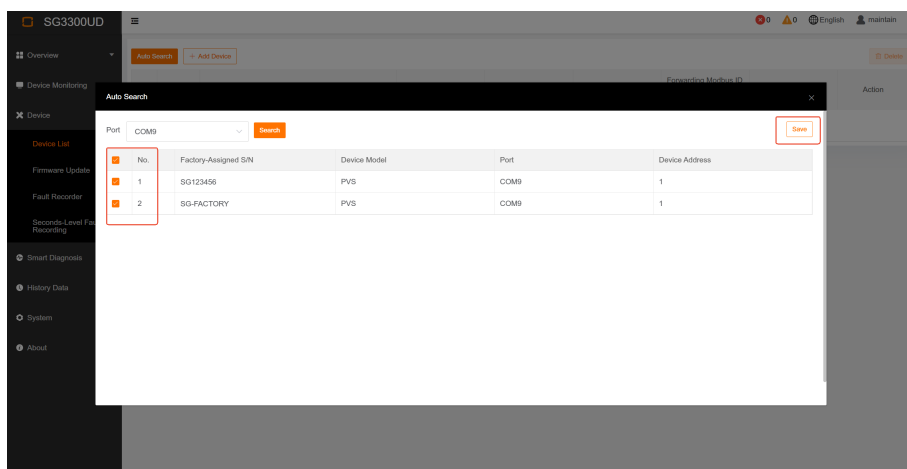 SG3300UD
0
0
English
maintain
Overview
Auto Search
+ Add Device
Delete
Device Monitoring
Forwarding Modbus ID
Action
Auto Search
Device
Port
COM9
Search
Save
Device List
No.
Factory-Assigned S/N
Device Model
Port
Device Address
Firmware Update
1
SG123456
PVS
COM9
1
Fault Recorder
2
SG-FACTORY
PVS
COM9
1
Seconds-Level Fau
Recording
Smart Diagnosis
History Data
System
About